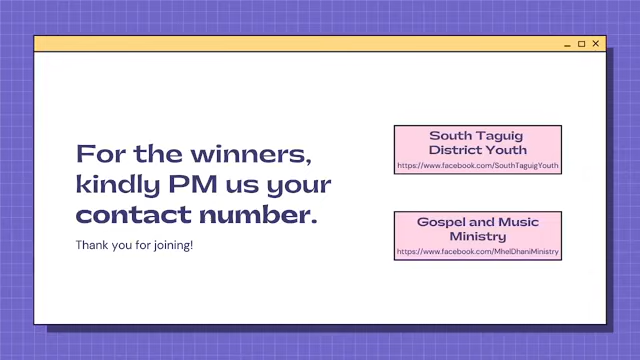 For the winners,
kindly PM us your
contact number.
Thank you for joining!
South Taguig
District Youth
https://www.facebook.com/SouthTaguigYouth
Gospel and Music
Ministry
https://www.facebook.com/MhelDhaniMinistry